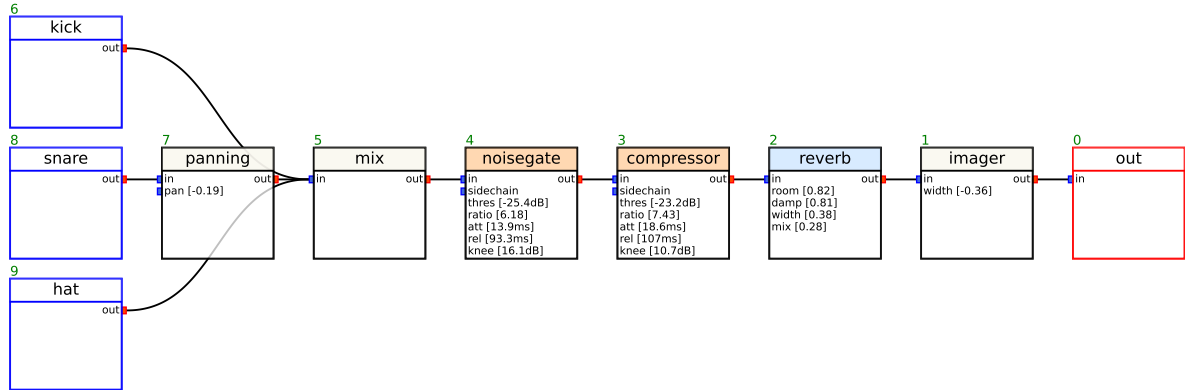 6
kick
out
8
snare
out
9
hat
out
7
panning
in out
pan [-0.19]
5
mix
in out
4
noisegate
in out
sidechain
thres [-25.4dB]
ratio [6.18]
att [13.9ms]
rel [93.3ms]
knee [16.1dB]
3
compressor
in out
sidechain
thres [-23.2dB]
ratio [7.43]
att [18.6ms]
rel [107ms]
knee [10.7dB]
2
reverb
in out
room [0.82]
damp [0.81]
width [0.38]
mix [0.28]
1
imager
in out
width [-0.36]
0
out
in